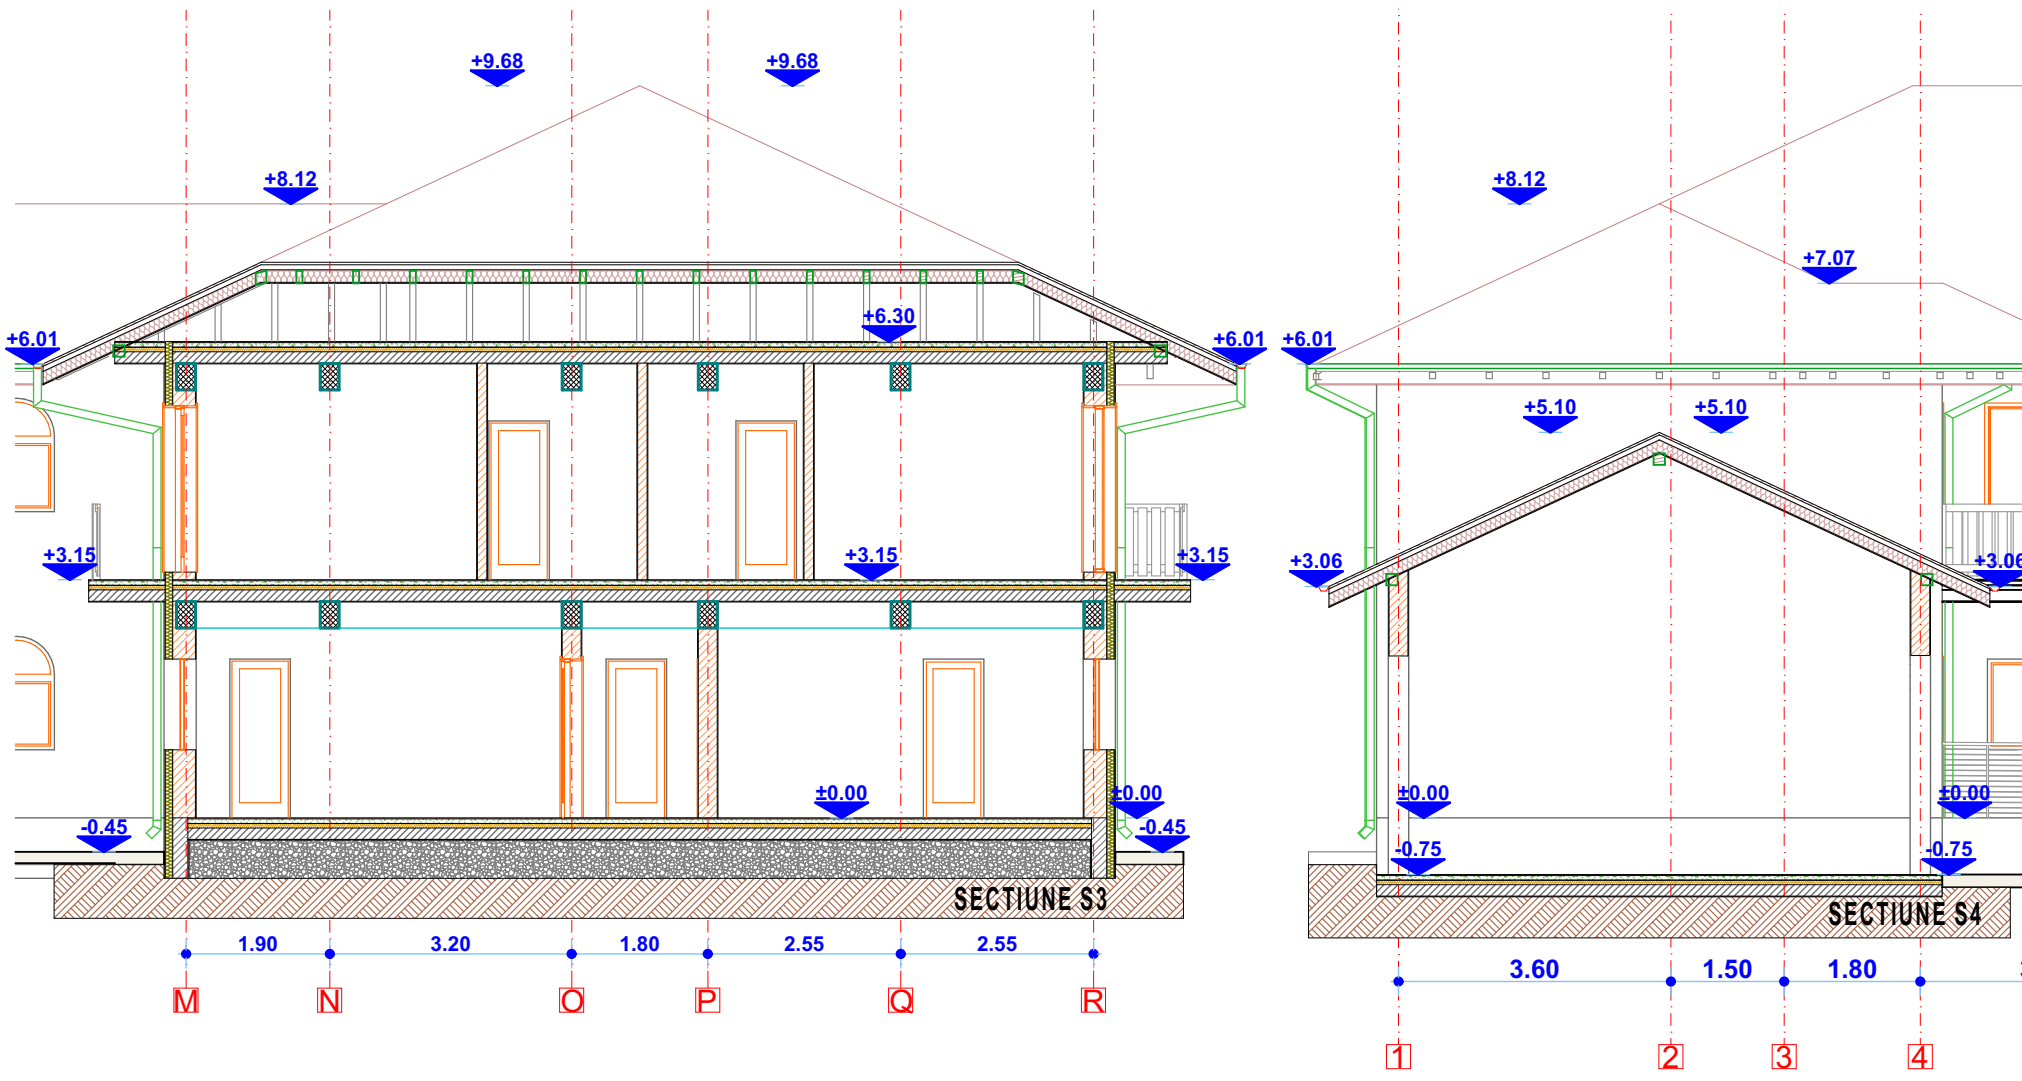 +9.68 +9.68
+8.12 +8.12
+7.07
+6.01 +6.30 +6.01 +6.01
+5.10 +5.10
+3.15 +3.15 +3.15 +3.06 +3.06
±0.00 ±0.00 ±0.00 ±0.00
-0.45 -0.45
-0.75 -0.75
SECTIUNE S3
SECTIUNE S4
1.90 3.20 1.80 2.55 2.55
3.60 1.50 1.80
M N O P Q R
1 2 3 4